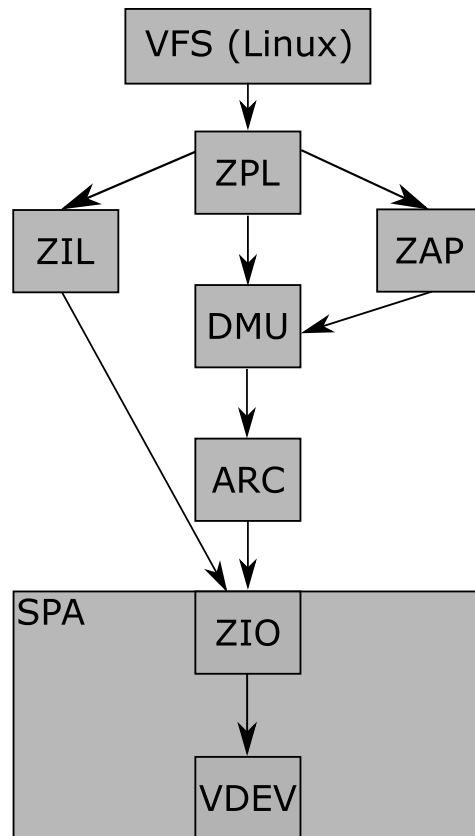 VFS (Linux)
ZPL
ZIL
ZAP
DMU
ARC
SPA
ZIO
VDEV